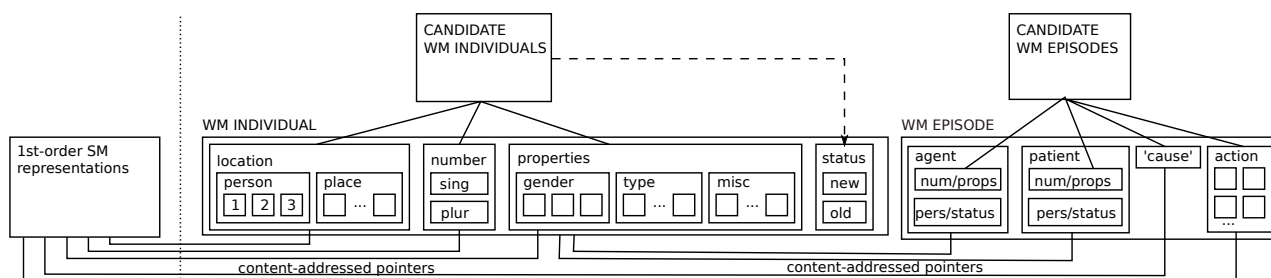 CANDIDATE
WM INDIVIDUALS
CANDIDATE
WM EPISODES
1st-order SM
representations
WM INDIVIDUAL
location
person
1 2 3
place
...
number
sing
plur
properties
gender
type
...
misc
...
status
new
old
WM EPISODE
agent
num/props
pers/status
patient
num/props
pers/status
'cause'
action
...
content-addressed pointers
content-addressed pointers